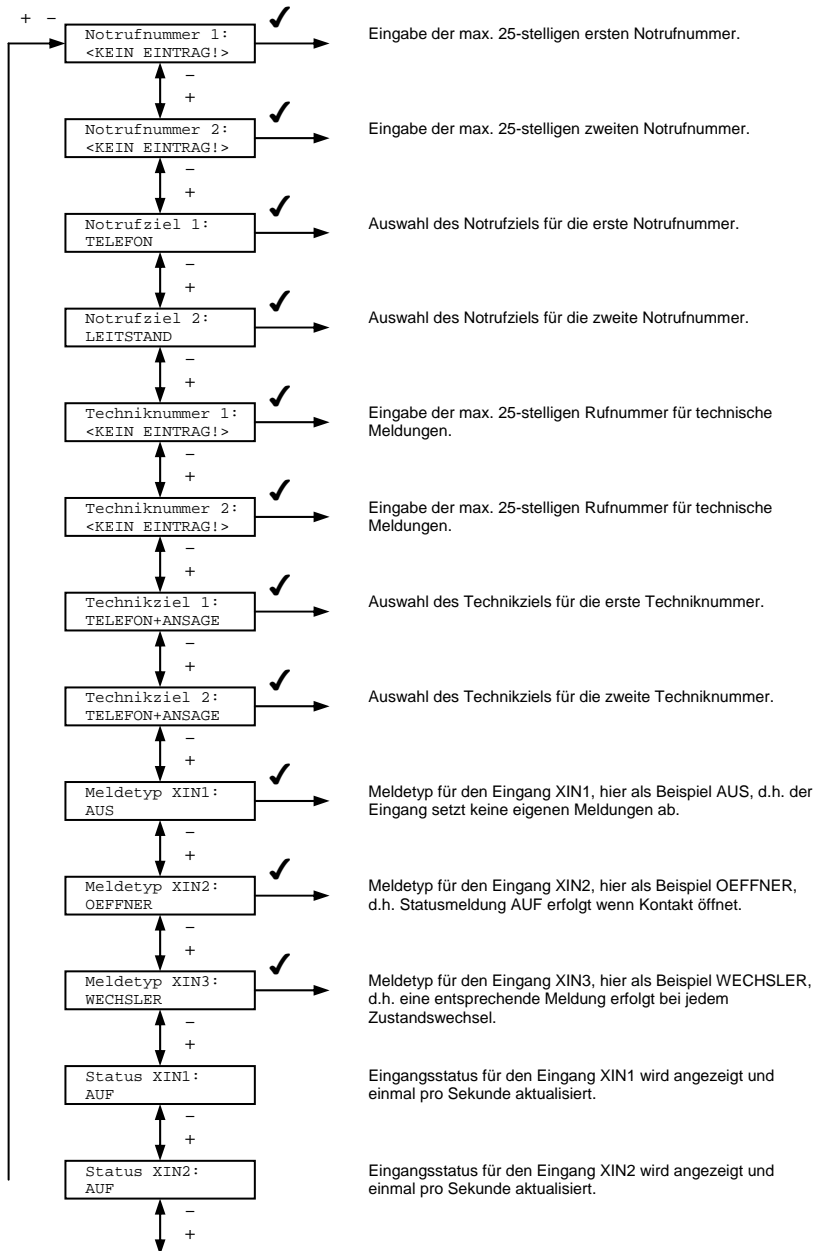 + -
Notrufnummer 1:
<KEIN EINTRAG!>
Eingabe der max. 25-stelligen ersten Notrufnummer.
-
+
Notrufnummer 2:
<KEIN EINTRAG!>
Eingabe der max. 25-stelligen zweiten Notrufnummer.
-
+
Notrufziel 1:
TELEFON
Auswahl des Notrufziels für die erste Notrufnummer.
-
+
Notrufziel 2:
LEITSTAND
Auswahl des Notrufziels für die zweite Notrufnummer.
-
+
Techniknummer 1:
<KEIN EINTRAG!>
Eingabe der max. 25-stelligen Rufnummer für technische
Meldungen.
-
+
Techniknummer 2:
<KEIN EINTRAG!>
Eingabe der max. 25-stelligen Rufnummer für technische
Meldungen.
-
+
Technikziel 1:
TELEFON+ANSAGE
Auswahl des Technikziels für die erste Techniknummer.
-
+
Technikziel 2:
TELEFON+ANSAGE
Auswahl des Technikziels für die zweite Techniknummer.
-
+
Meldetyp XIN1:
AUS
Meldetyp für den Eingang XIN1, hier als Beispiel AUS, d.h. der
Eingang setzt keine eigenen Meldungen ab.
-
+
Meldetyp XIN2:
OEFFNER
Meldetyp für den Eingang XIN2, hier als Beispiel OEFFNER,
d.h. Statusmeldung AUF erfolgt wenn Kontakt öffnet.
-
+
Meldetyp XIN3:
WECHSLER
Meldetyp für den Eingang XIN3, hier als Beispiel WECHSLER,
d.h. eine entsprechende Meldung erfolgt bei jedem
Zustandswechsel.
-
+
Status XIN1:
AUF
Eingangsstatus für den Eingang XIN1 wird angezeigt und
einmal pro Sekunde aktualisiert.
-
+
Status XIN2:
AUF
Eingangsstatus für den Eingang XIN2 wird angezeigt und
einmal pro Sekunde aktualisiert.
-
+